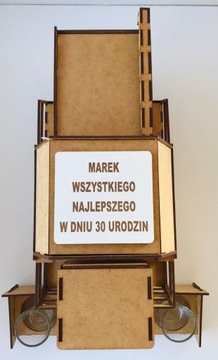 MAREK
WSZYSTKIEGO
NAJLEPSZEGO
W DNIU 30 URODZIN